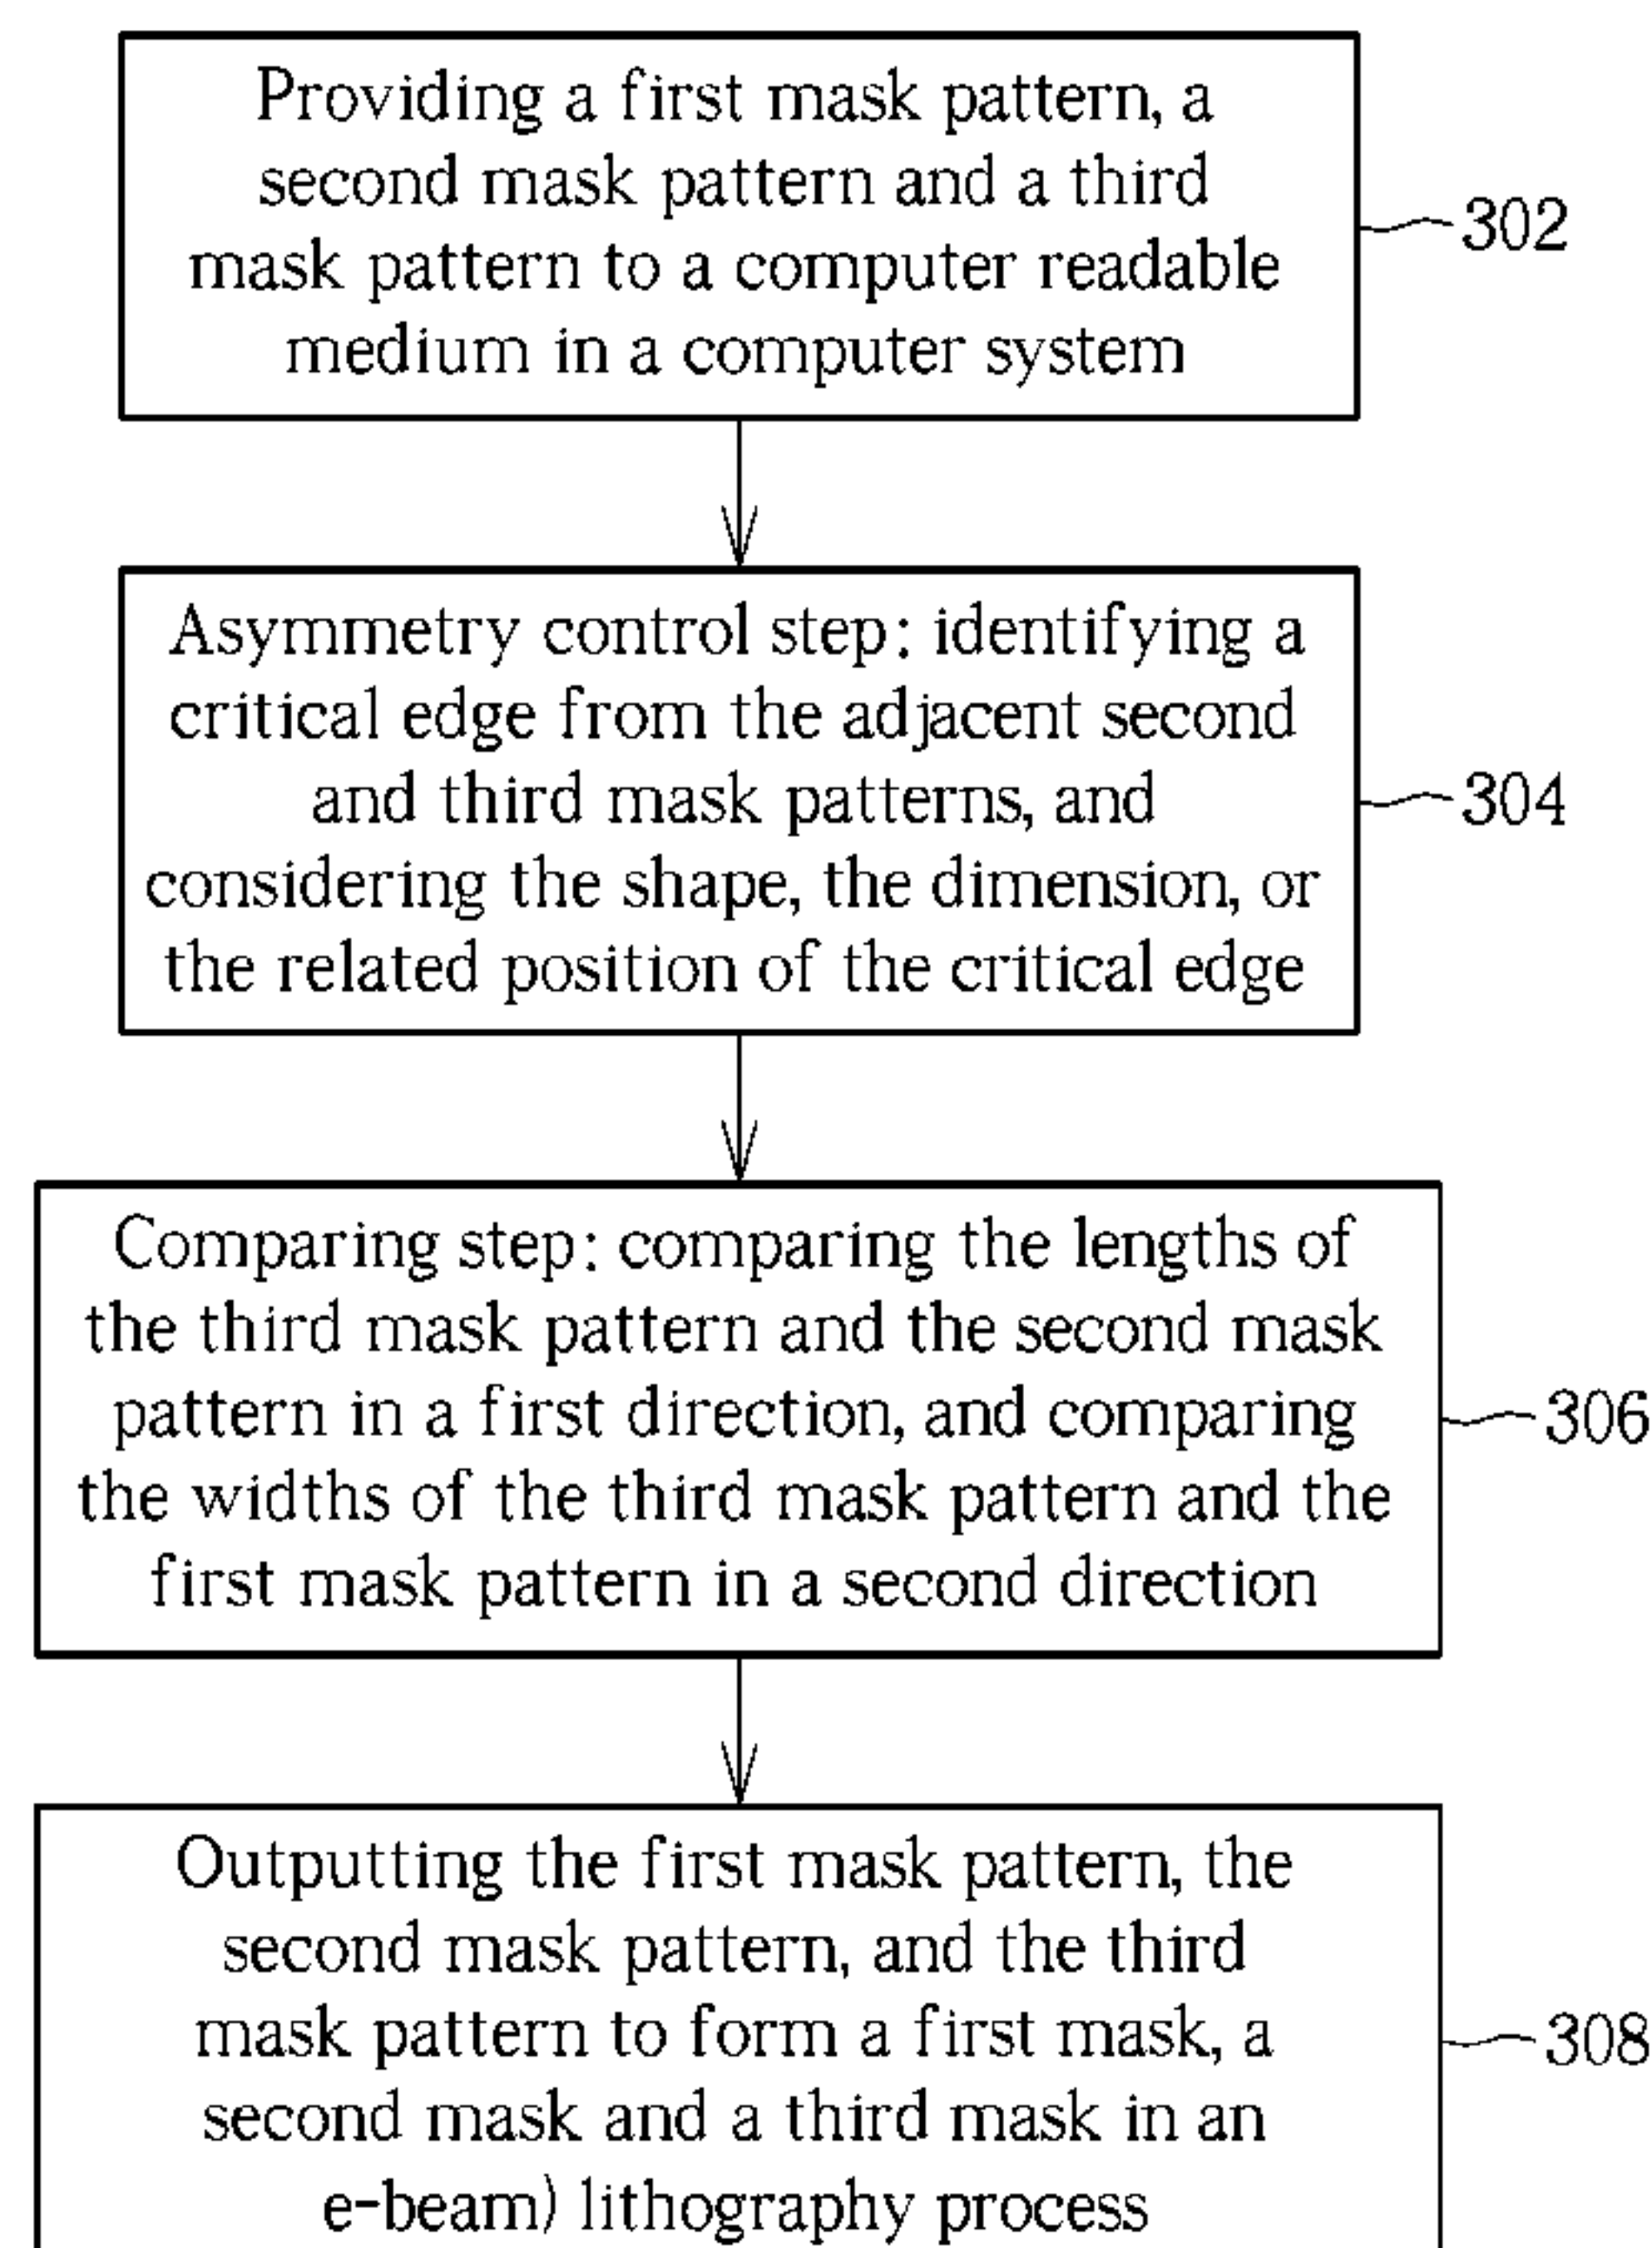 Providing a first mask pattern, a
second mask pattern and a third
mask pattern to a computer readable
medium in a computer system
302
Asymmetry control step: identifying a
critical edge from the adjacent second
and third mask patterns, and
considering the shape, the dimension, or
the related position of the critical edge
304
Comparing step: comparing the lengths of
the third mask pattern and the second mask
pattern in a first direction, and comparing
the widths of the third mask pattern and the
first mask pattern in a second direction
306
Outputting the first mask pattern, the
second mask pattern, and the third
mask pattern to form a first mask, a
second mask and a third mask in an
e-beam) lithography process
308